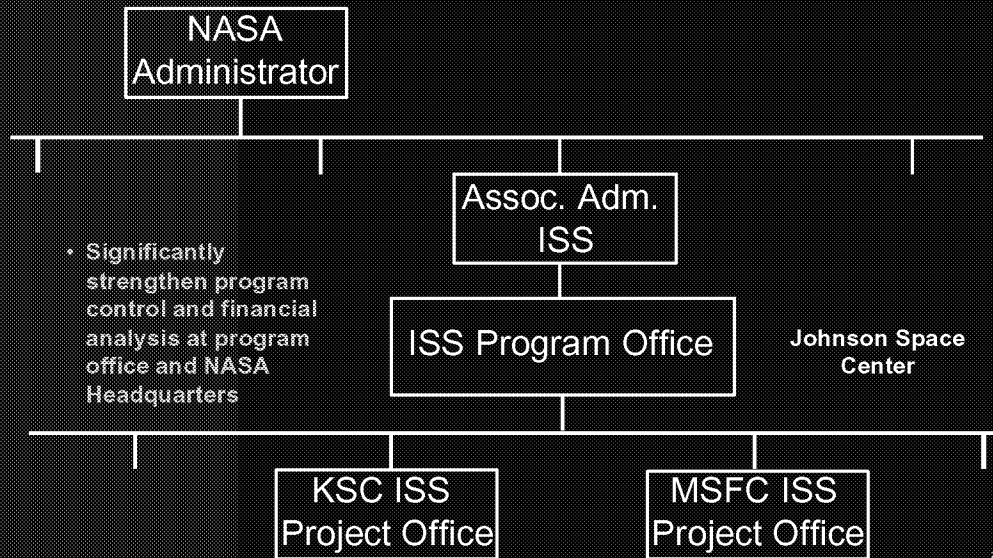 NASA
Administrator
Assoc. Adm.
ISS
• Significantly
strengthen program
control and financial
analysis at program
office and NASA
Headquarters
ISS Program Office
Johnson Space
Center
KSC ISS
Project Office
MSFC ISS
Project Office